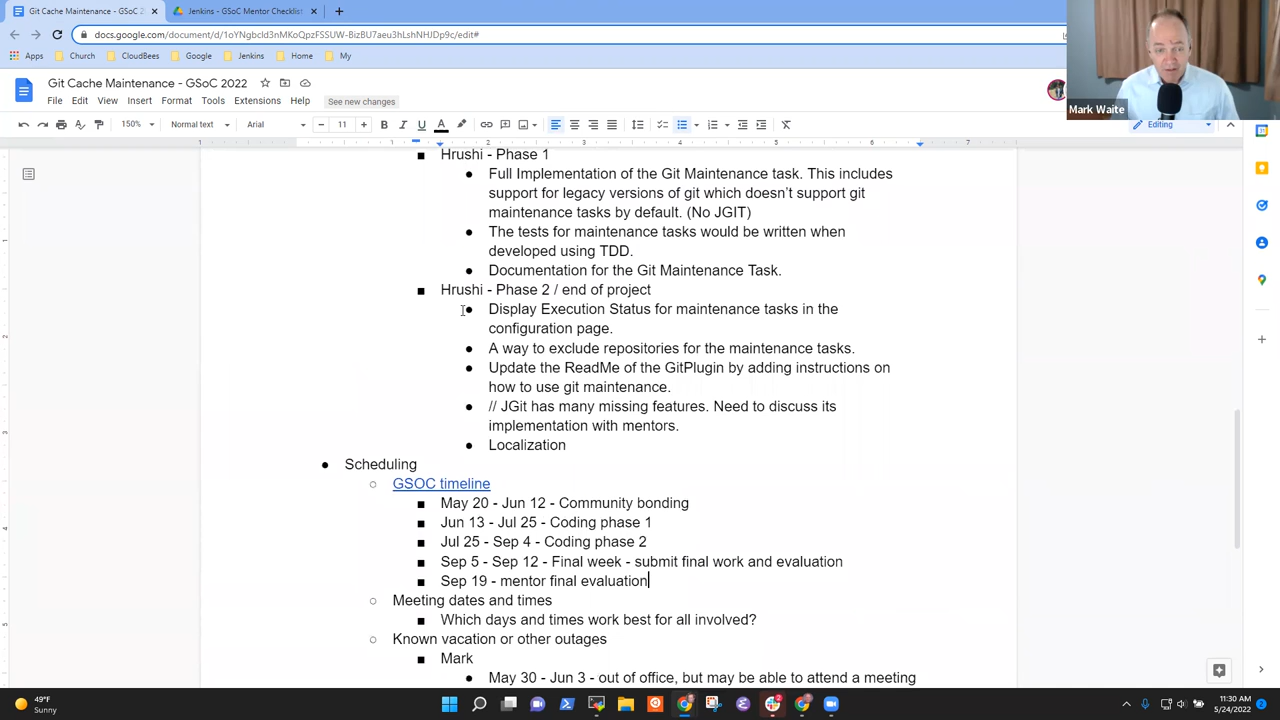 Git Cache Maintenance - GSoC 2
Jenkins - GSoC Mentor Checklis
docs.google.com/document/d/1oYNgbcId3nMKoQpzFSSUW-BizBU7aeu3hLshNHJDp9c/edit#
Apps Church CloudBees Google Jenkins Home My
Git Cache Maintenance - GSoC 2022
File Edit View Insert Format Tools Extensions Help See new changes
Mark Waite
150% Normal text Arial 11 Editing
Hrushi - Phase 1
Full Implementation of the Git Maintenance task. This includes
support for legacy versions of git which doesn't support git
maintenance tasks by default. (No JGIT)
The tests for maintenance tasks would be written when
developed using TDD.
Documentation for the Git Maintenance Task.
Hrushi - Phase 2 / end of project
Display Execution Status for maintenance tasks in the
configuration page.
A way to exclude repositories for the maintenance tasks.
Update the ReadMe of the GitPlugin by adding instructions on
how to use git maintenance.
// JGit has many missing features. Need to discuss its
implementation with mentors.
Localization
Scheduling
GSOC timeline
May 20 - Jun 12 - Community bonding
Jun 13 - Jul 25 - Coding phase 1
Jul 25 - Sep 4 - Coding phase 2
Sep 5 - Sep 12 - Final week - submit final work and evaluation
Sep 19 - mentor final evaluation
Meeting dates and times
Which days and times work best for all involved?
Known vacation or other outages
Mark
May 30 - Jun 3 - out of office, but may be able to attend a meeting
49°F
Sunny
11:30 AM
5/24/2022